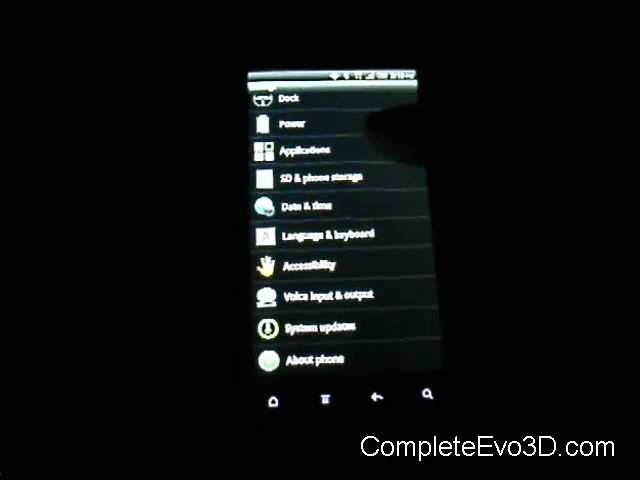 Dock
Power
Applications
SD & phone storage
Date & time
Language & keyboard
Accessibility
Voice input & output
System updates
About phone
CompleteEvo3D.com